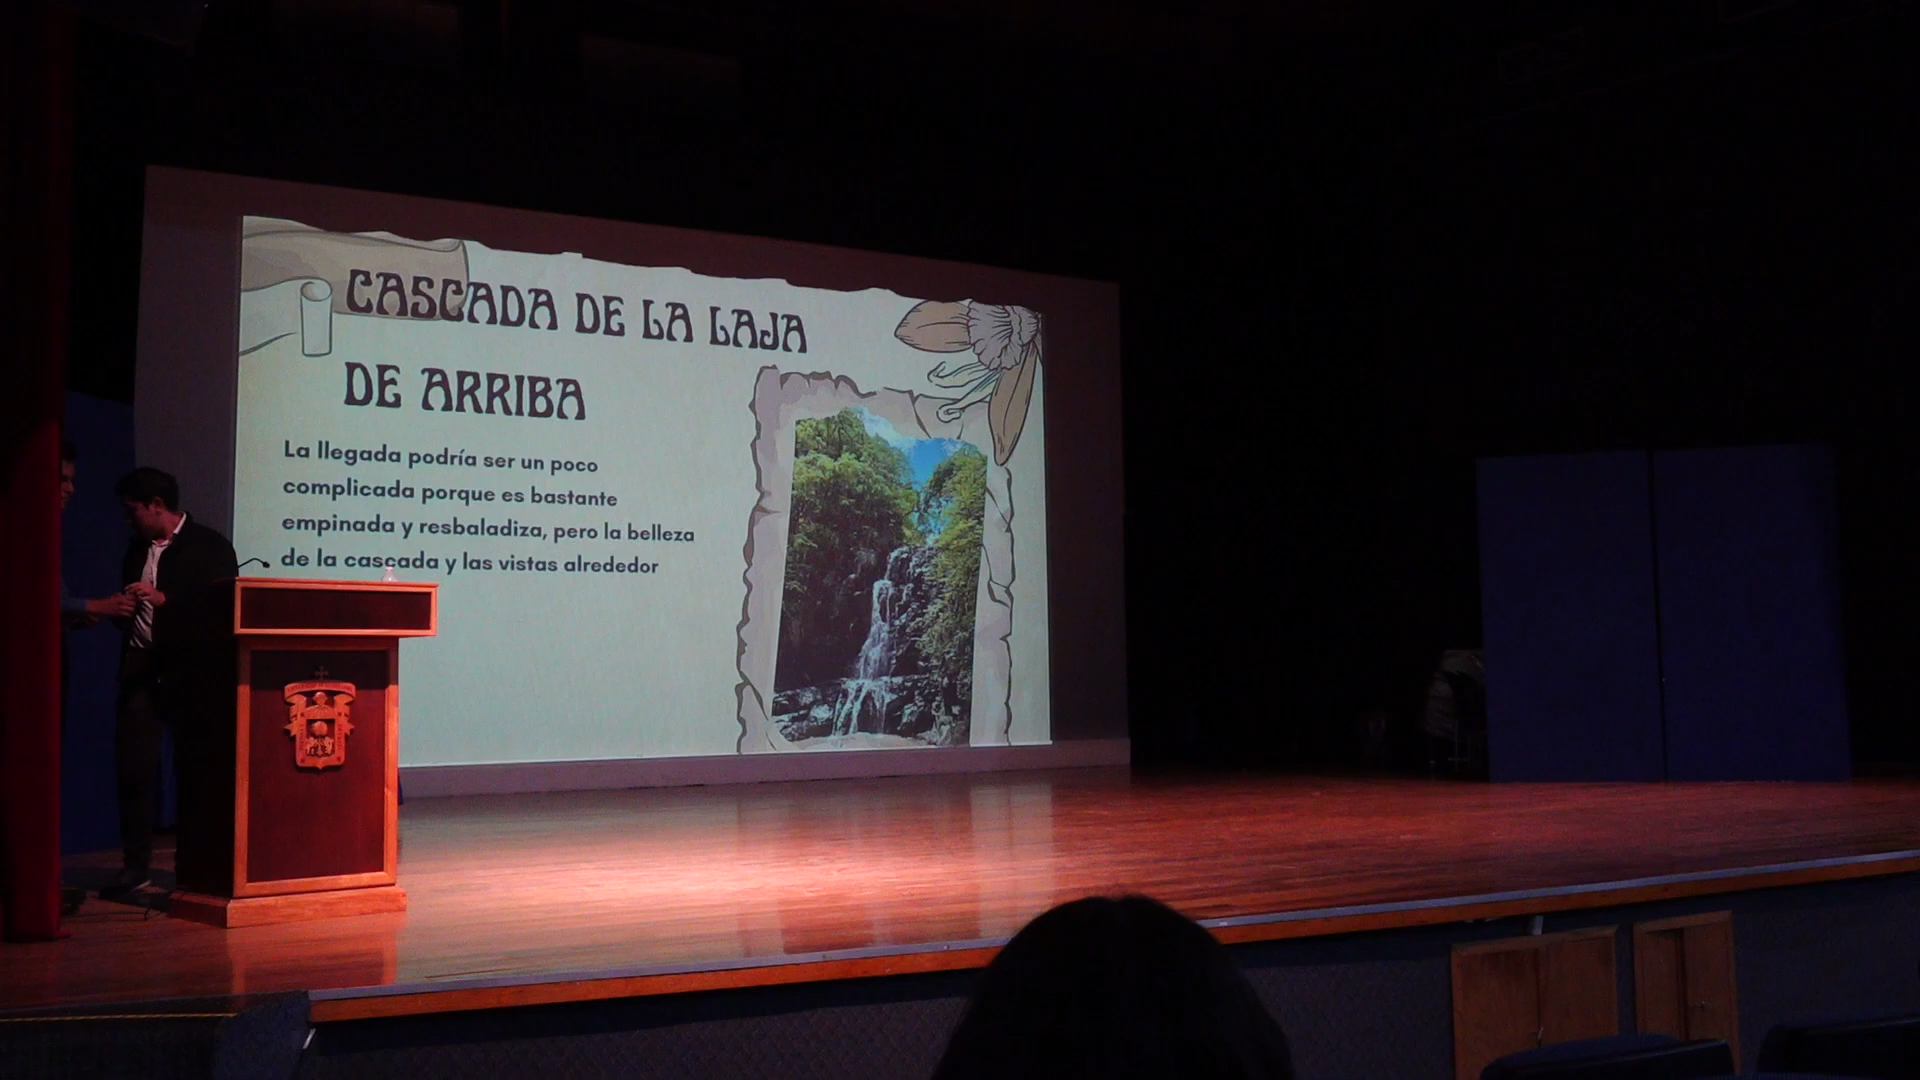 CASCADA DE LA LAJA
DE ARRIBA
La llegada podría ser un poco
complicada porque es bastante
empinada y resbaladiza, pero la belleza
de la cascada y las vistas alrededor